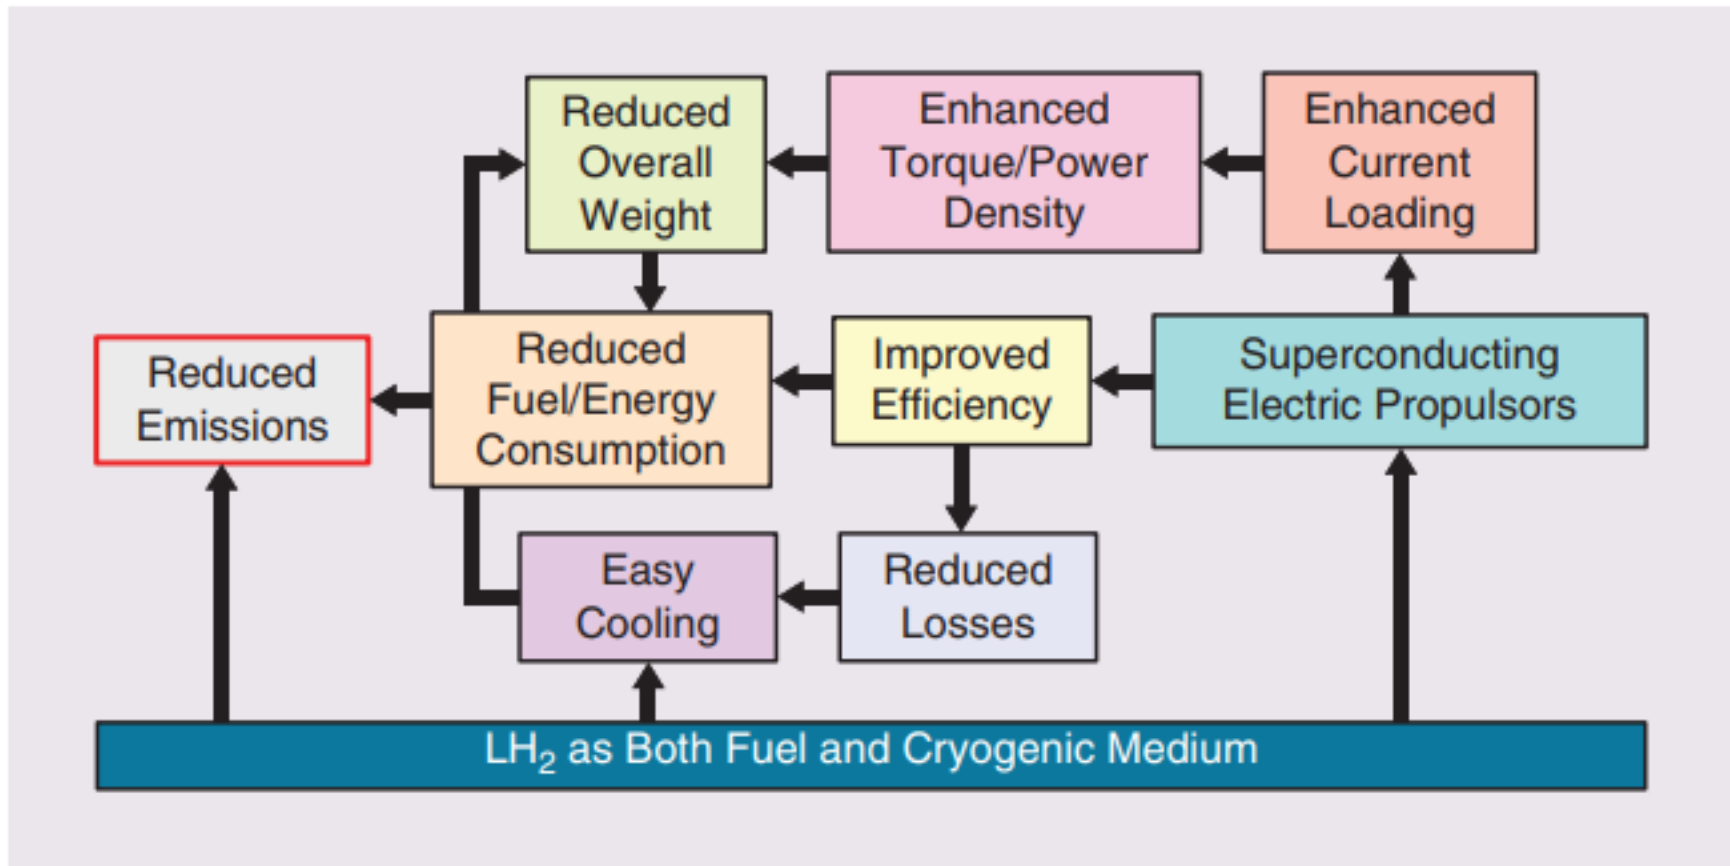 Reduced
Overall
Weight
Enhanced
Torque/Power
Density
Enhanced
Current
Loading
Reduced
Emissions
Reduced
Fuel/Energy
Consumption
Improved
Efficiency
Superconducting
Electric Propulsors
Easy
Cooling
Reduced
Losses
LH₂ as Both Fuel and Cryogenic Medium